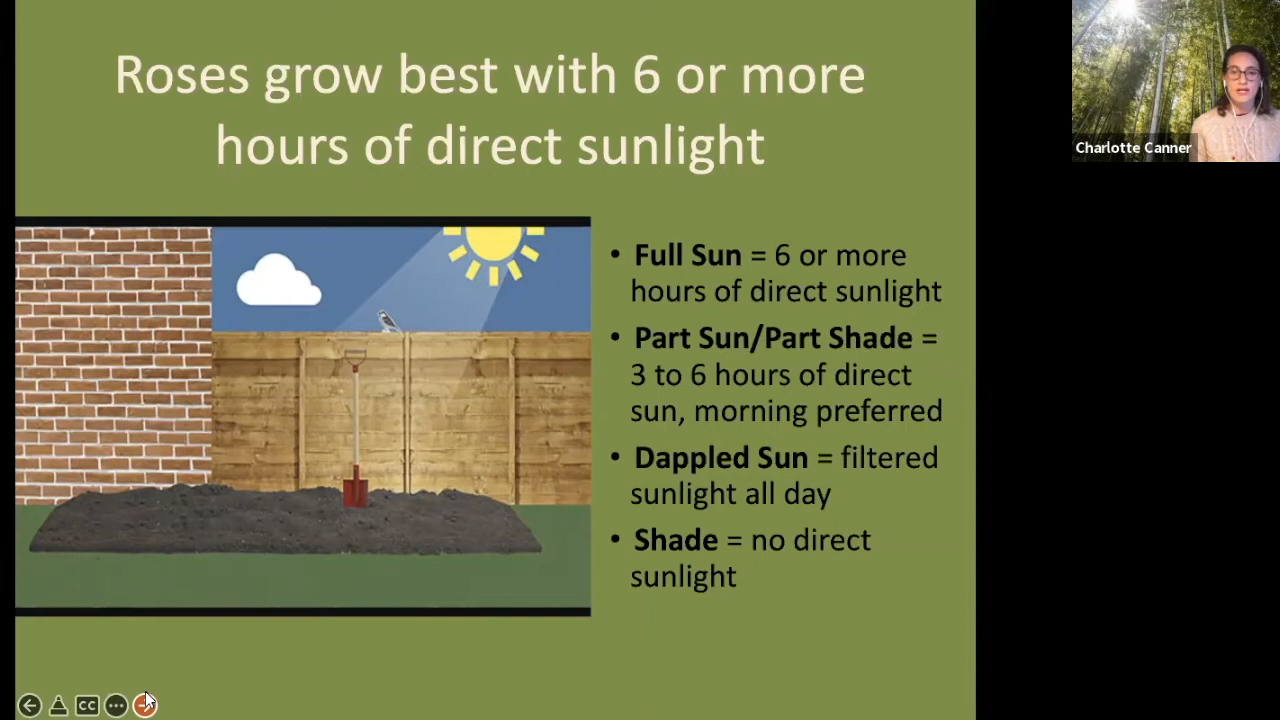 Roses grow best with 6 or more
hours of direct sunlight
• Full Sun = 6 or more
hours of direct sunlight
• Part Sun/Part Shade =
3 to 6 hours of direct
sun, morning preferred
• Dappled Sun = filtered
sunlight all day
• Shade = no direct
sunlight
Charlotte Canner
CC